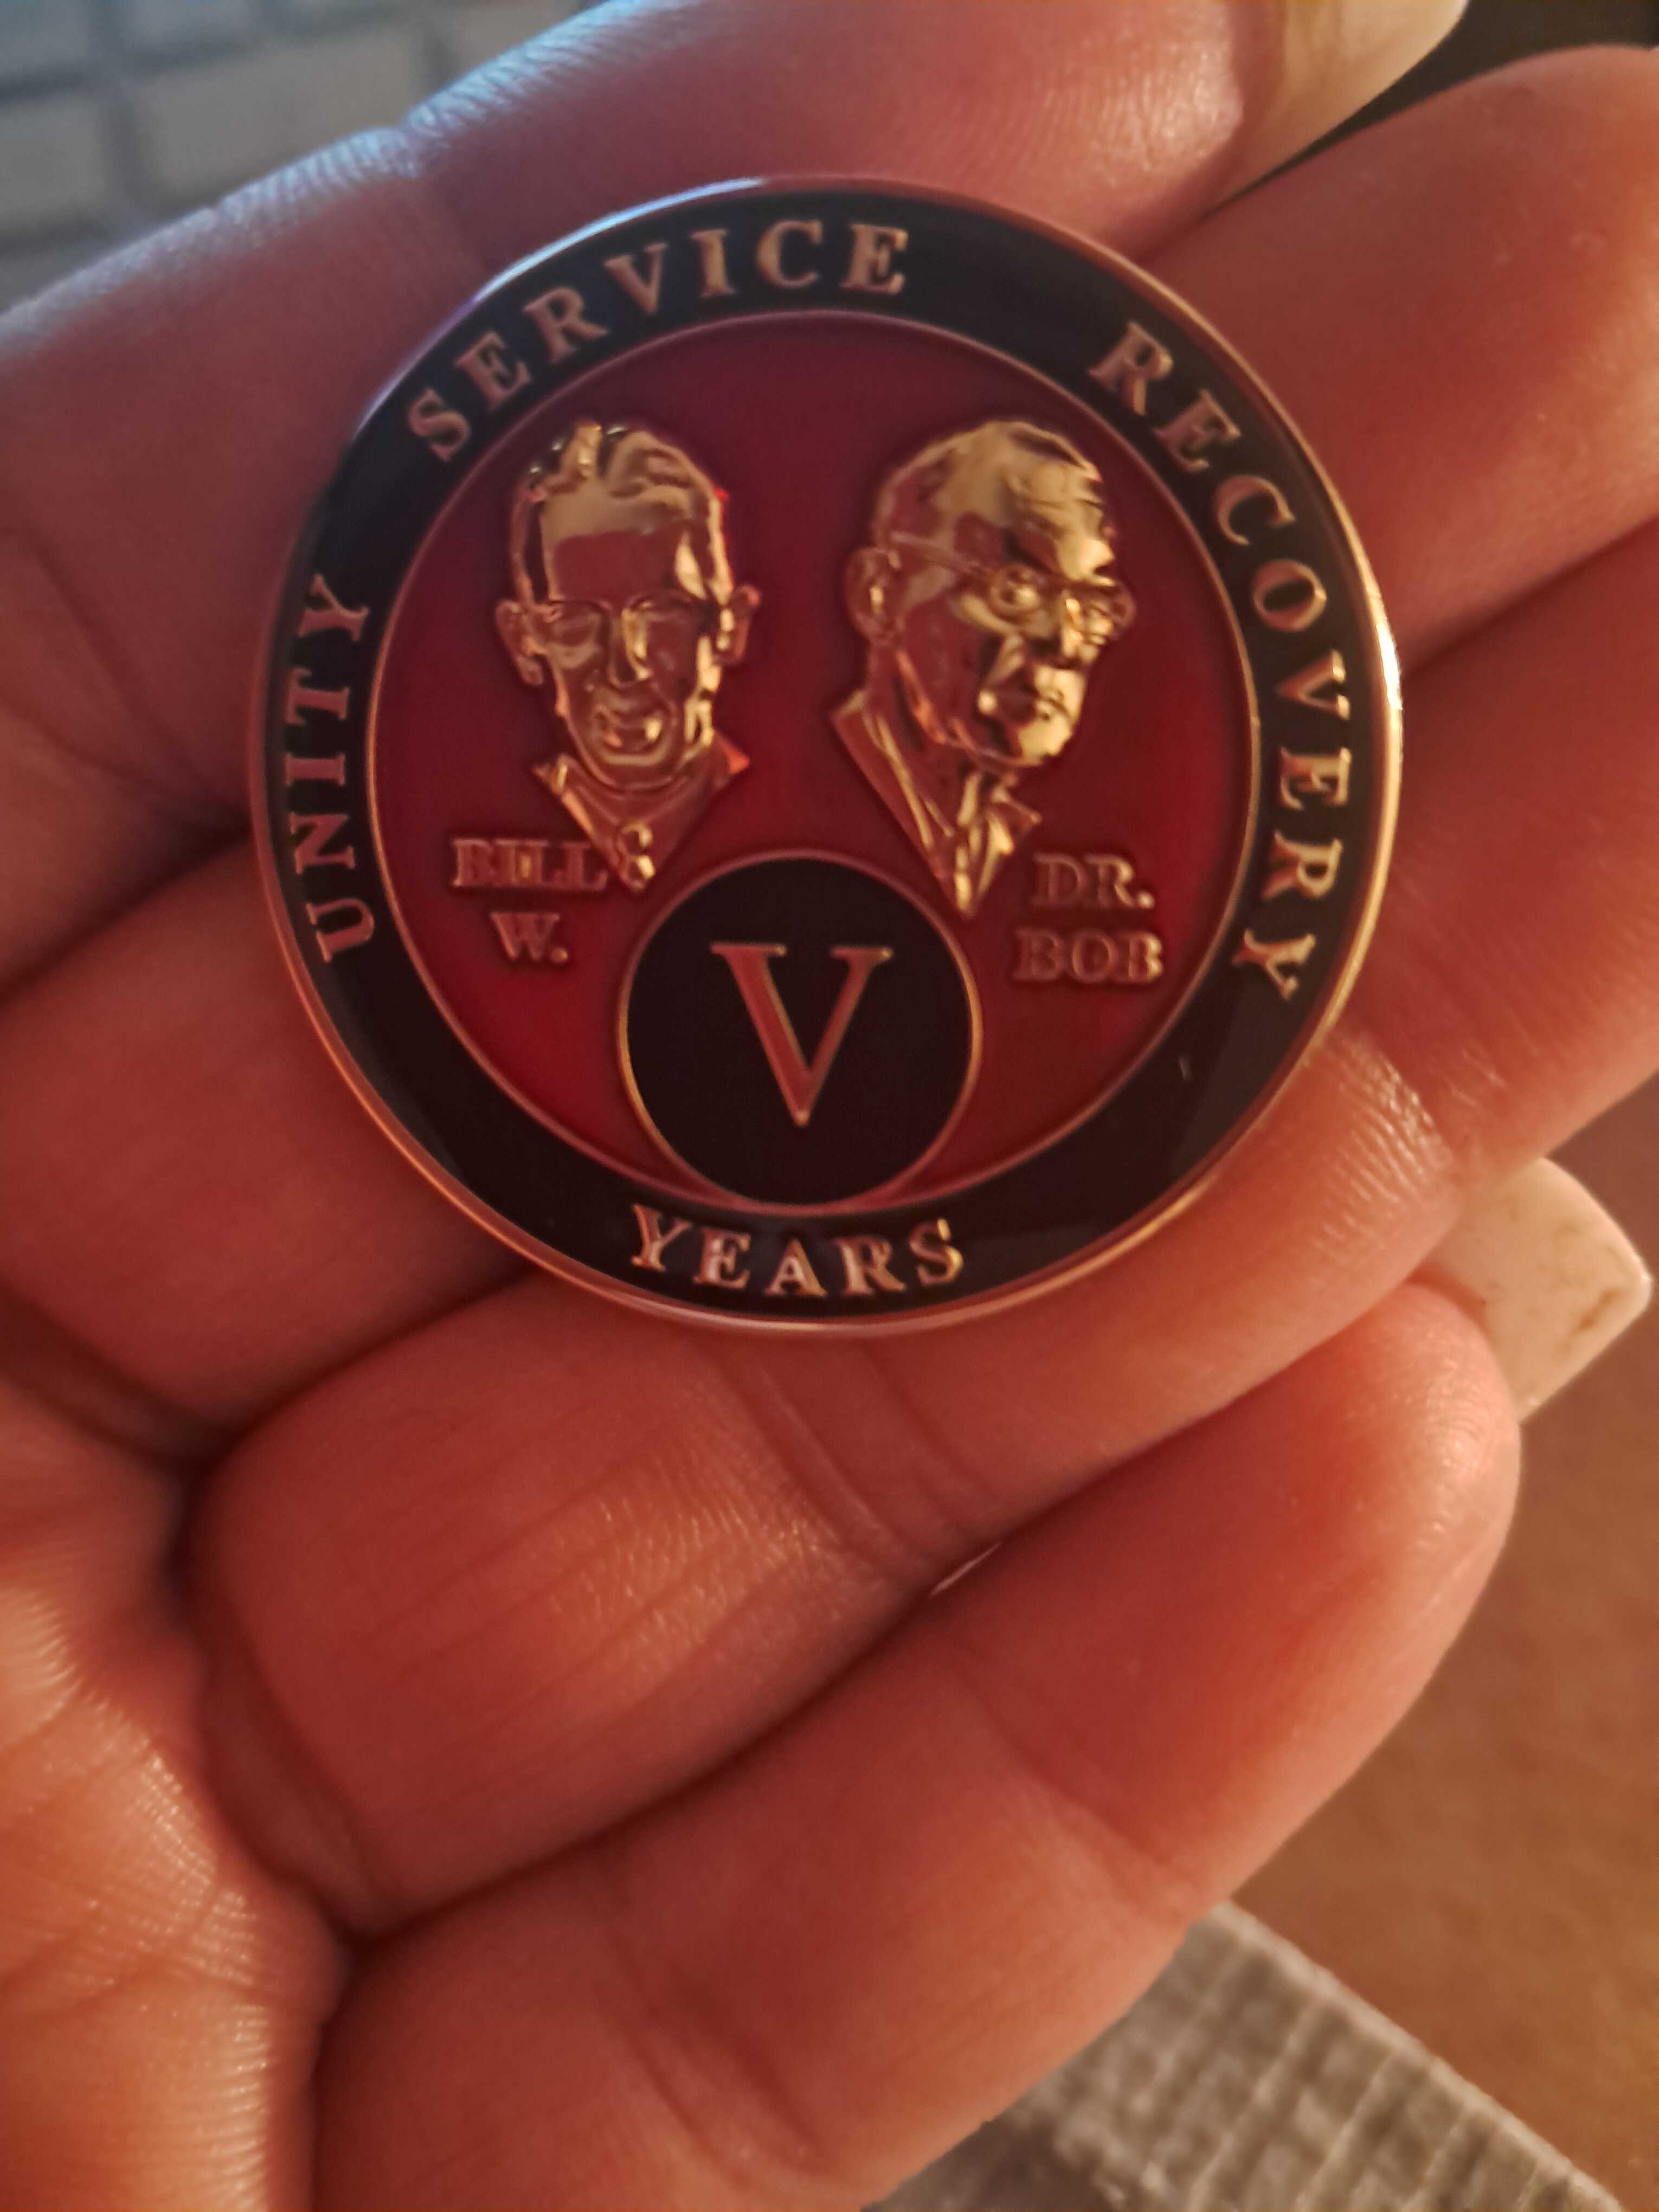 UNITY SERVICE RECOVERY
BILL
W.
DR.
BOB
V
YEARS